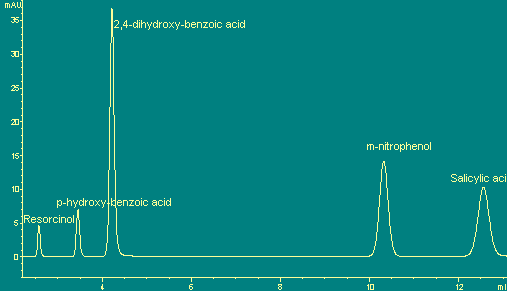 mAU
35
2,4-dihydroxy-benzoic acid
30
25
20
15
m-nitrophenol
10
Salicylic aci
p-hydroxy-benzoic acid
5
Resorcinol
0
4
6
8
10
12
mi